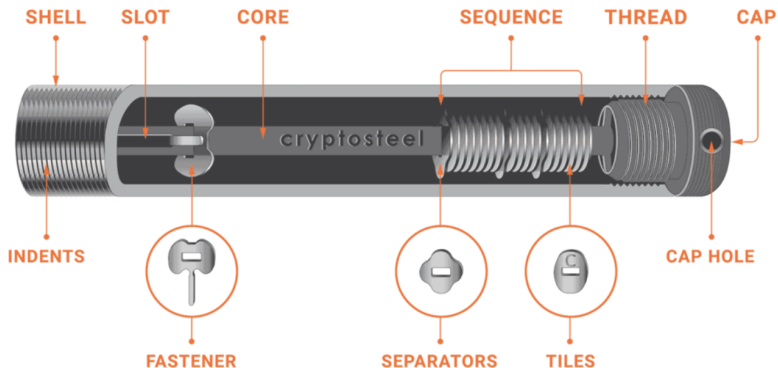 SHELL
SLOT
CORE
SEQUENCE
THREAD
CAP
cryptosteel
INDENTS
CAP HOLE
C
FASTENER
SEPARATORS
TILES